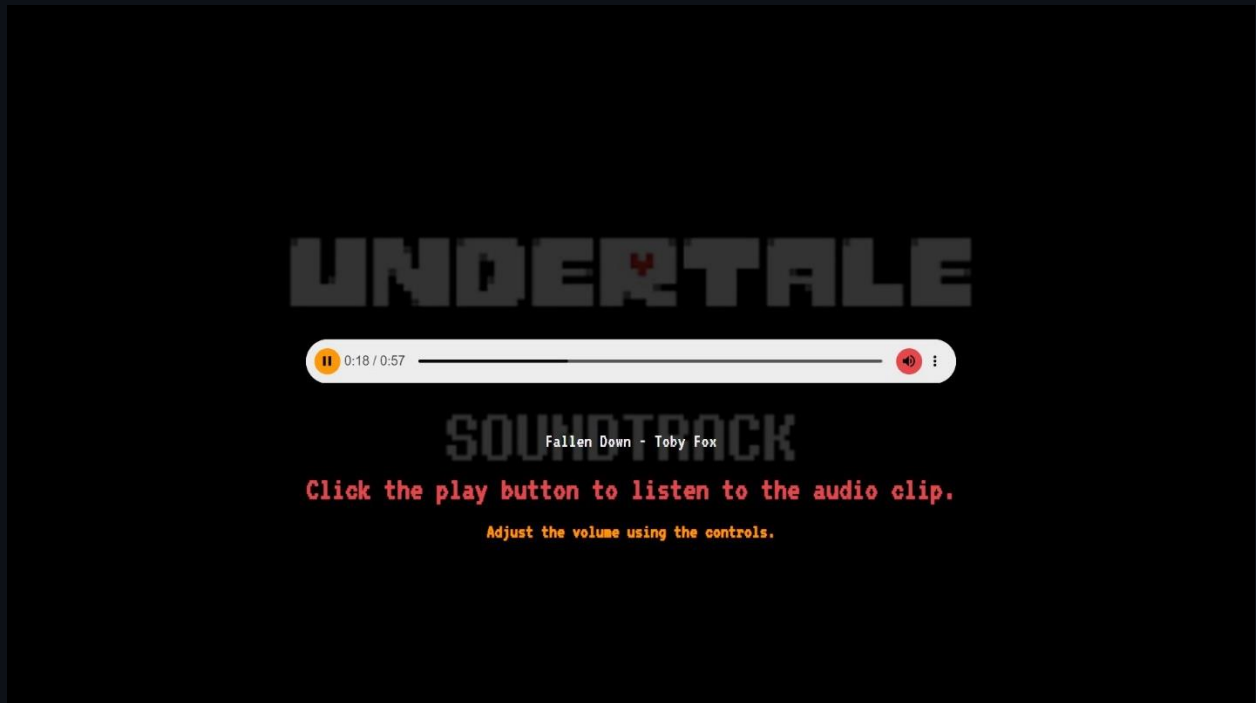 UNDERTALE
0:18 / 0:57
SOUNDTRACK
Fallen Down - Toby Fox
Click the play button to listen to the audio clip.
Adjust the volume using the controls.